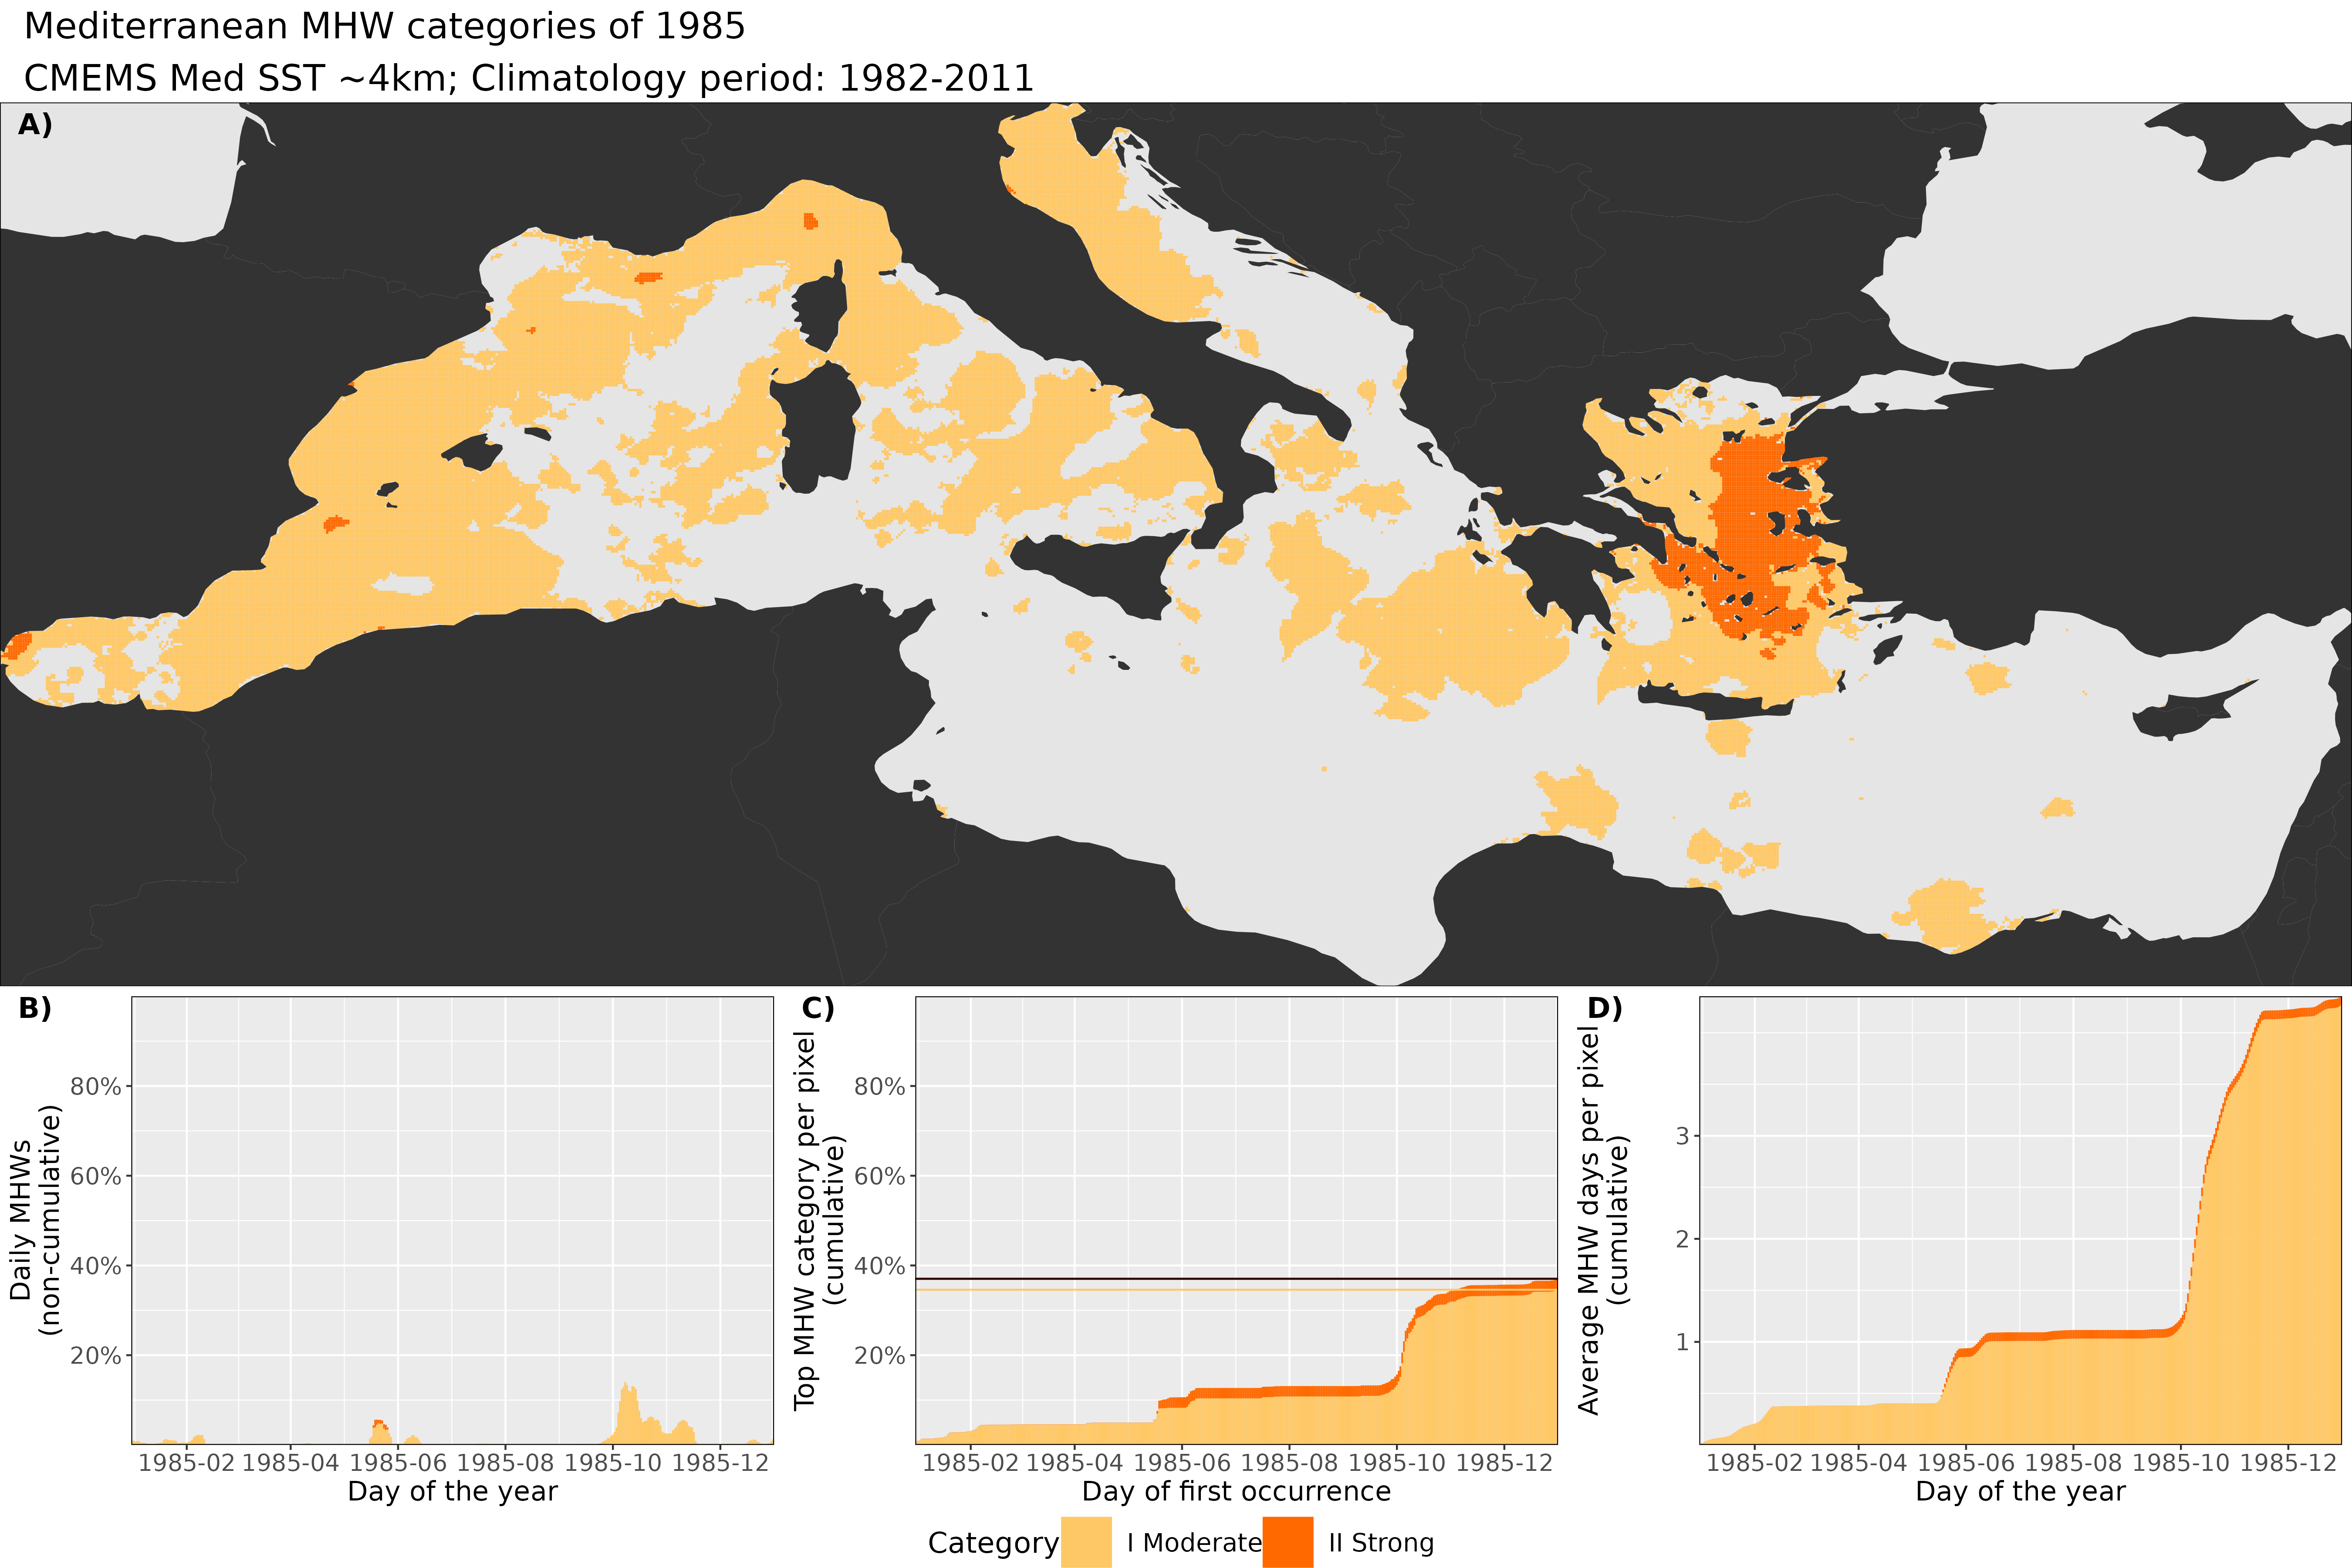 Mediterranean MHW categories of 1985
CMEMS Med SST ~4km; Climatology period: 1982-2011
A)
B)
Daily MHWs
(non-cumulative)
80%
60%
40%
20%
1985-02 1985-04 1985-06 1985-08 1985-10 1985-12
Day of the year
C)
Top MHW category per pixel
(cumulative)
80%
60%
40%
20%
1985-02 1985-04 1985-06 1985-08 1985-10 1985-12
Day of first occurrence
D)
Average MHW days per pixel
(cumulative)
3
2
1
1985-02 1985-04 1985-06 1985-08 1985-10 1985-12
Day of the year
Category I Moderate II Strong